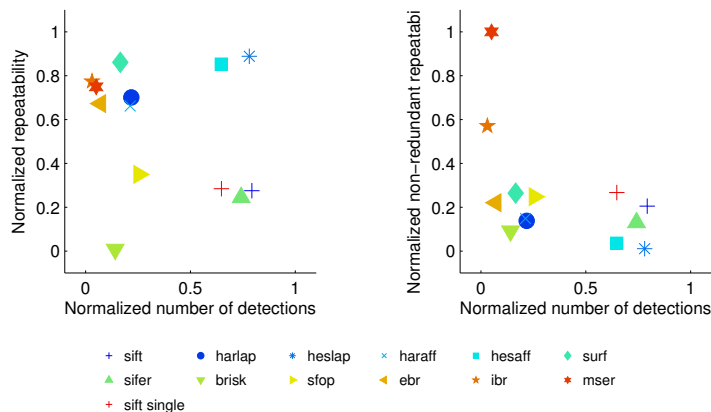 Normalized repeatability
1
0.8
0.6
0.4
0.2
0
0 0.5 1
Normalized number of detections
Normalized non-redundant repeatabi
1
0.8
0.6
0.4
0.2
0
0 0.5 1
Normalized number of detections
sift harlap heslap haraff hesaff surf
sifer brisk sfop ebr ibr mser
sift single